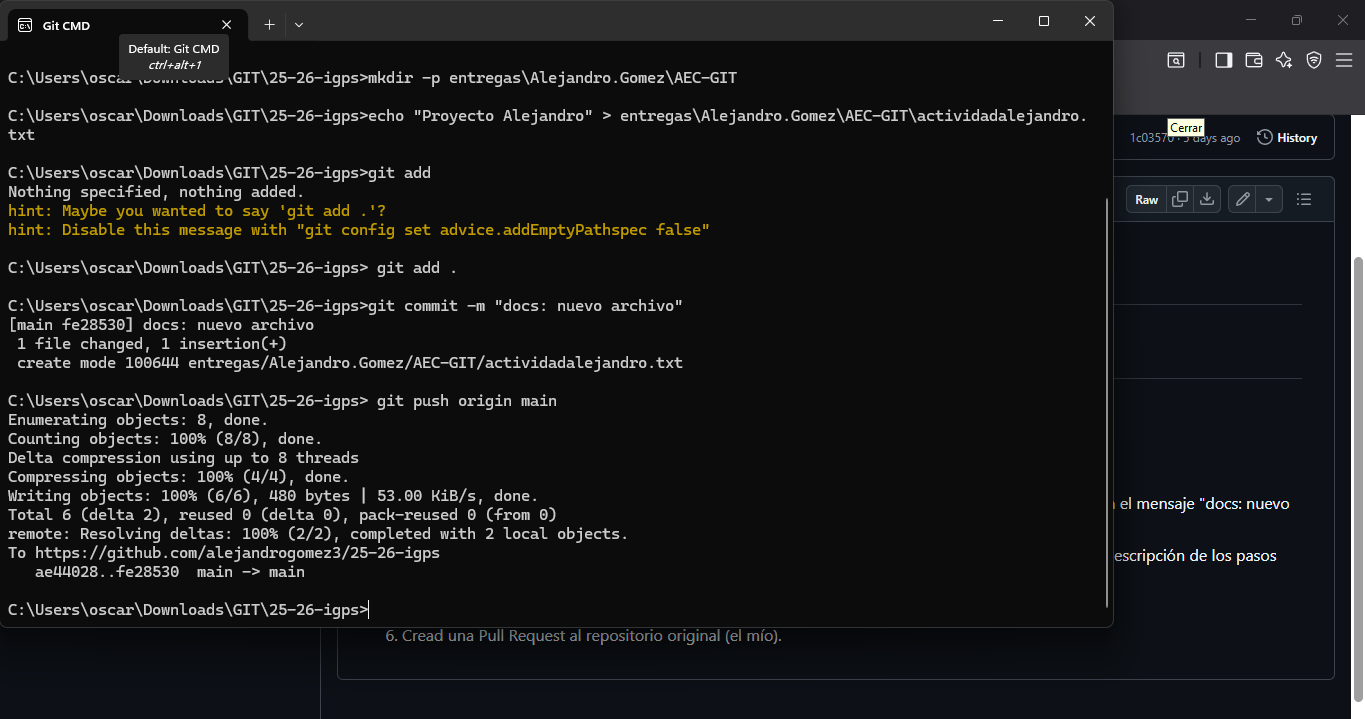 Git CMD
Default: Git CMD
ctrl+alt+1
C:\Users\oscar\Downloads\GIT\25-26-igps>mkdir -p entregas\Alejandro.Gomez\AEC-GIT
C:\Users\oscar\Downloads\GIT\25-26-igps>echo "Proyecto Alejandro" > entregas\Alejandro.Gomez\AEC-GIT\actividadalejandro.
txt
C:\Users\oscar\Downloads\GIT\25-26-igps>git add
Nothing specified, nothing added.
hint: Maybe you wanted to say 'git add .'?
hint: Disable this message with "git config set advice.addEmptyPathspec false"
C:\Users\oscar\Downloads\GIT\25-26-igps> git add .
C:\Users\oscar\Downloads\GIT\25-26-igps>git commit -m "docs: nuevo archivo"
[main fe28530] docs: nuevo archivo
1 file changed, 1 insertion(+)
create mode 100644 entregas/Alejandro.Gomez/AEC-GIT/actividadalejandro.txt
C:\Users\oscar\Downloads\GIT\25-26-igps> git push origin main
Enumerating objects: 8, done.
Counting objects: 100% (8/8), done.
Delta compression using up to 8 threads
Compressing objects: 100% (4/4), done.
Writing objects: 100% (6/6), 480 bytes | 53.00 KiB/s, done.
Total 6 (delta 2), reused 0 (delta 0), pack-reused 0 (from 0)
remote: Resolving deltas: 100% (2/2), completed with 2 local objects.
To https://github.com/alejandrogomez3/25-26-igps
ae44028..fe28530  main -> main
C:\Users\oscar\Downloads\GIT\25-26-igps>
Cerrar
days ago
History
Raw
el mensaje "docs: nuevo
escripción de los pasos
6. Cread una Pull Request al repositorio original (el mío).